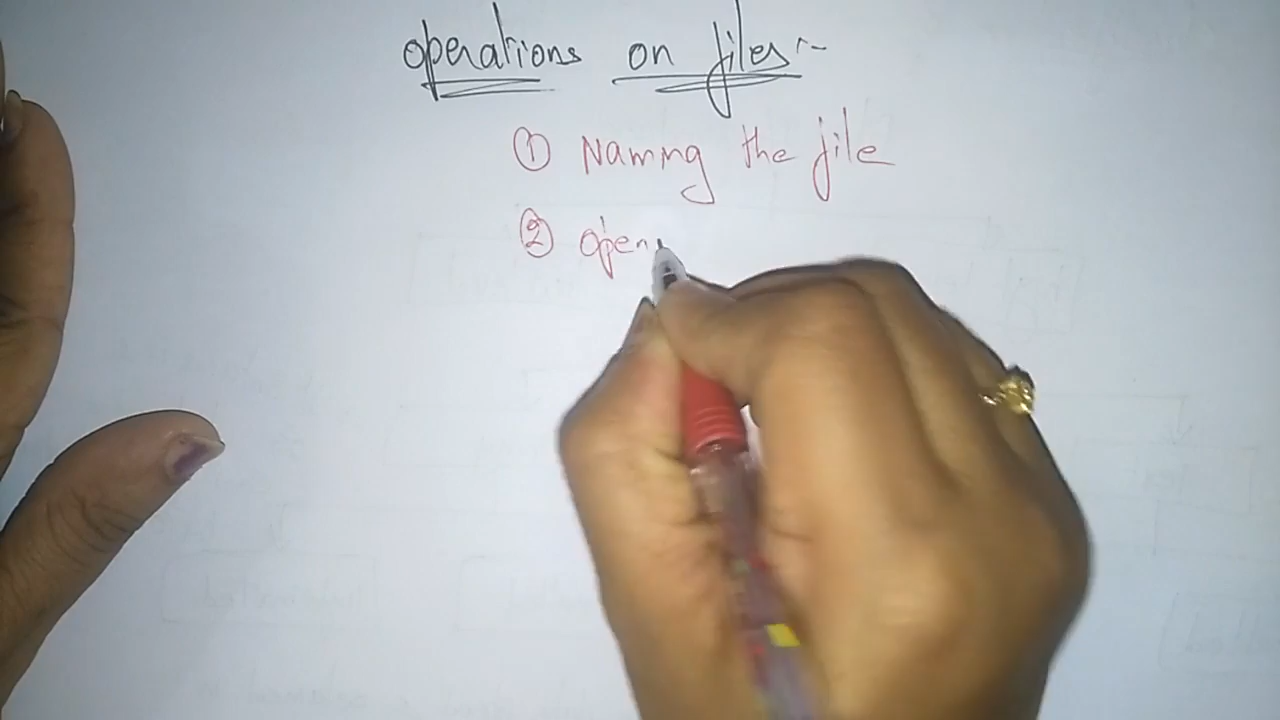 operations on files:-
① Naming the file
② open